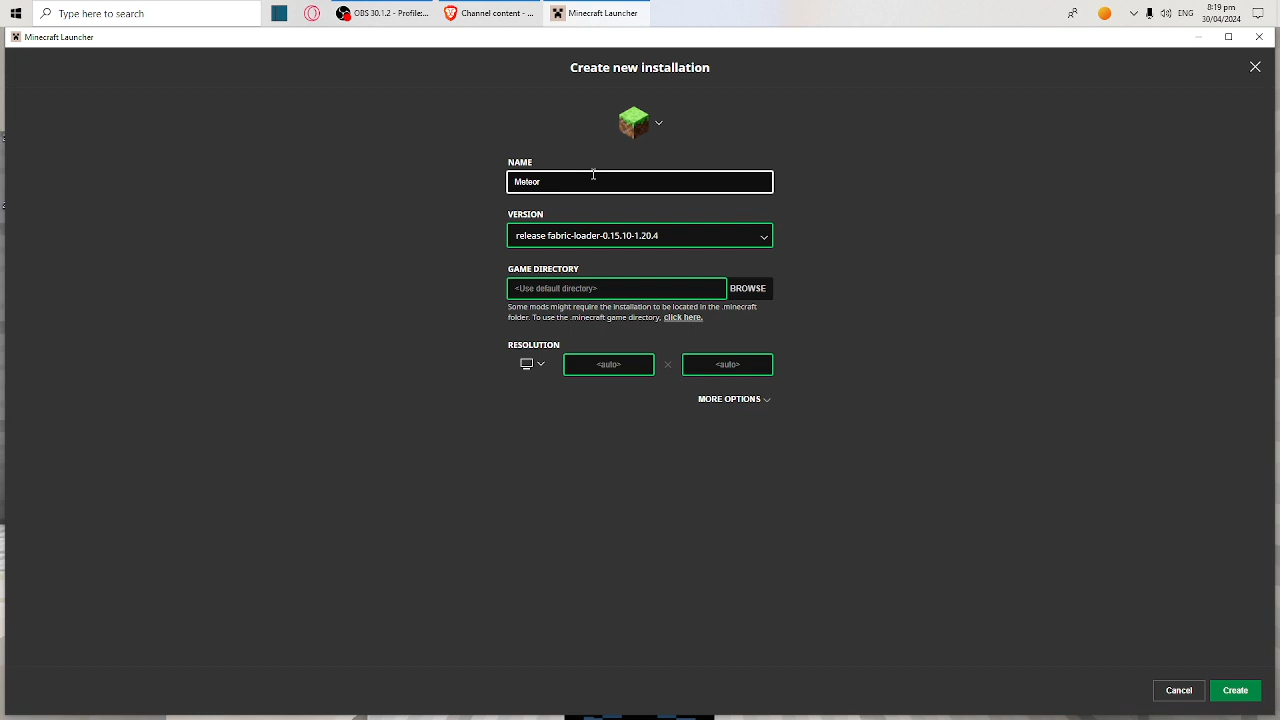 Type here to search
OBS 30.1.2 - Profile:...
Channel content - ...
Minecraft Launcher
ENG
8:19 pm
30/04/2024
Minecraft Launcher
Create new installation
NAME
Meteor
VERSION
release fabric-loader-0.15.10-1.20.4
GAME DIRECTORY
<Use default directory>
BROWSE
Some mods might require the installation to be located in the .minecraft
folder. To use the .minecraft game directory, click here.
RESOLUTION
<auto>
<auto>
MORE OPTIONS
Cancel
Create